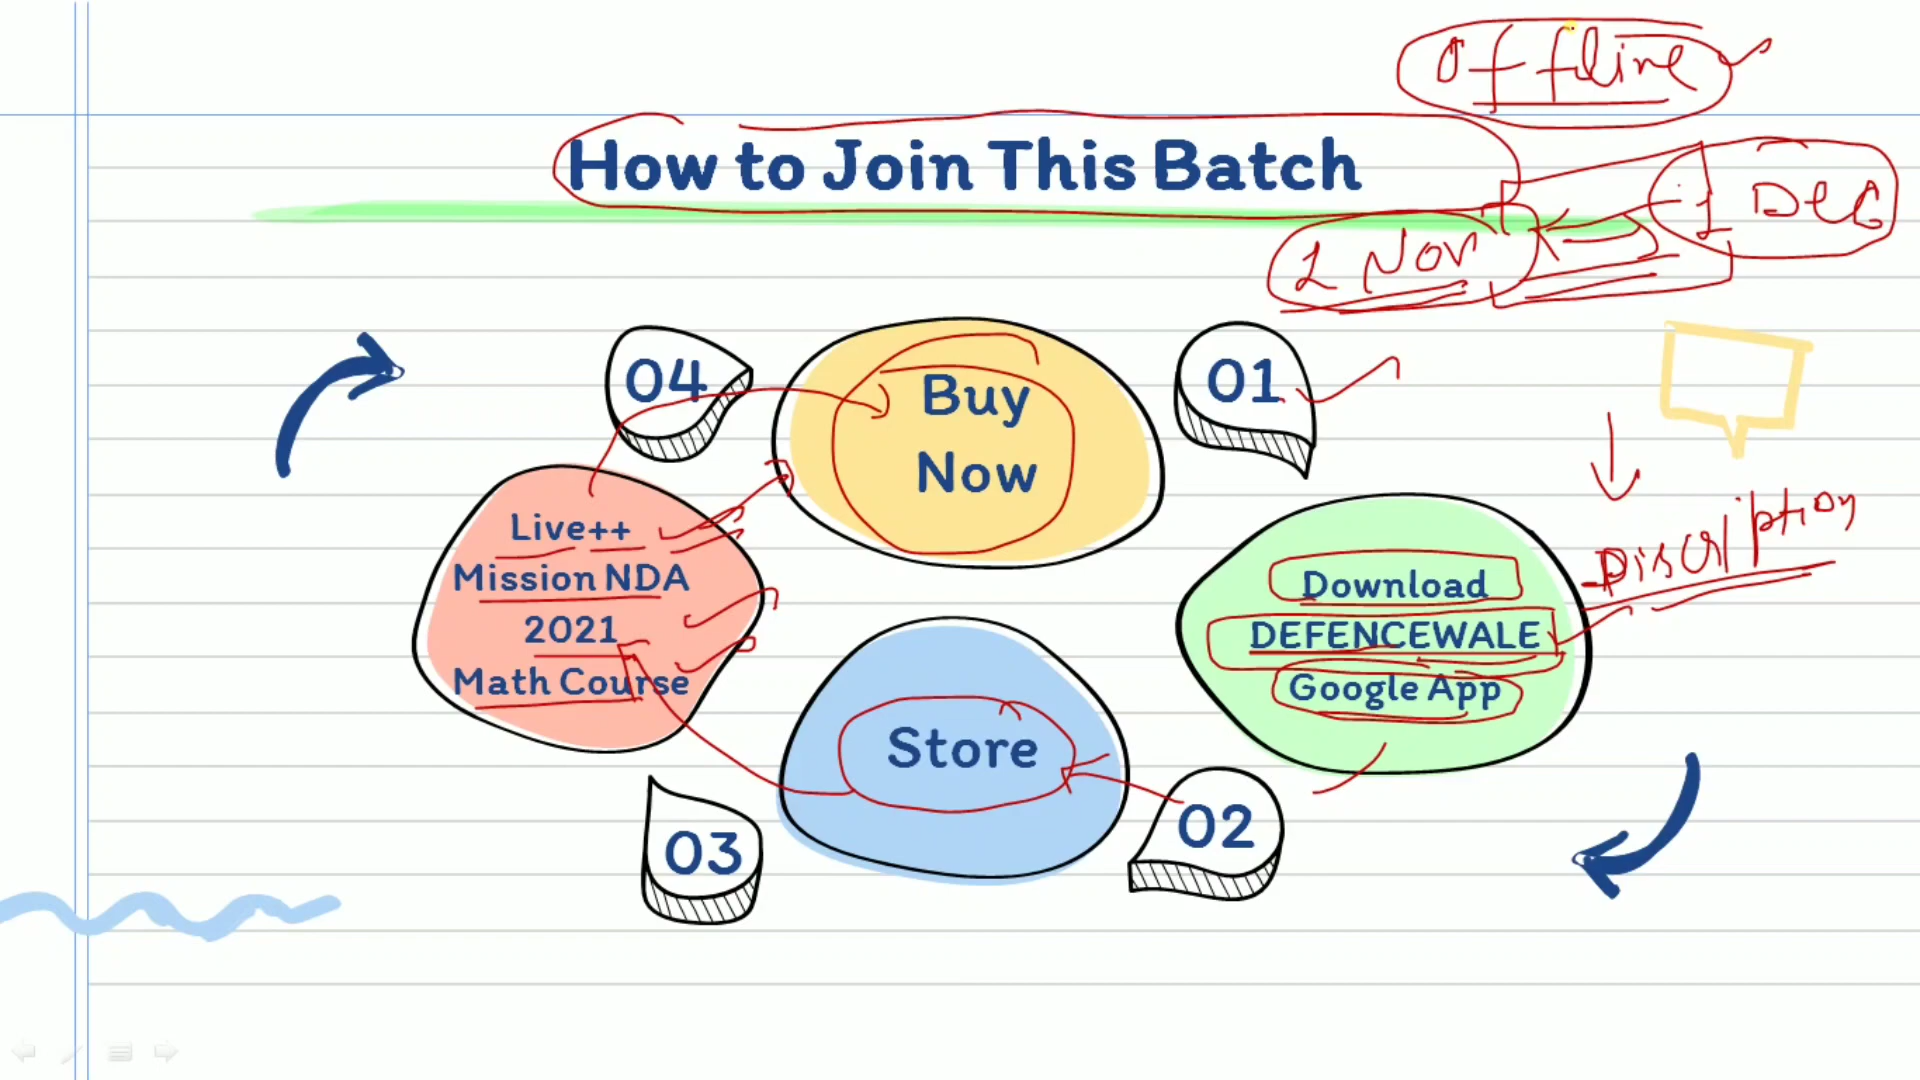 Offline
How to Join This Batch
1 Dec
1 Nov
04
Buy
Now
01
Live++
Mission NDA
2021
Math Course
Discription
Download
DEFENCEWALE
Google App
Store
03
02